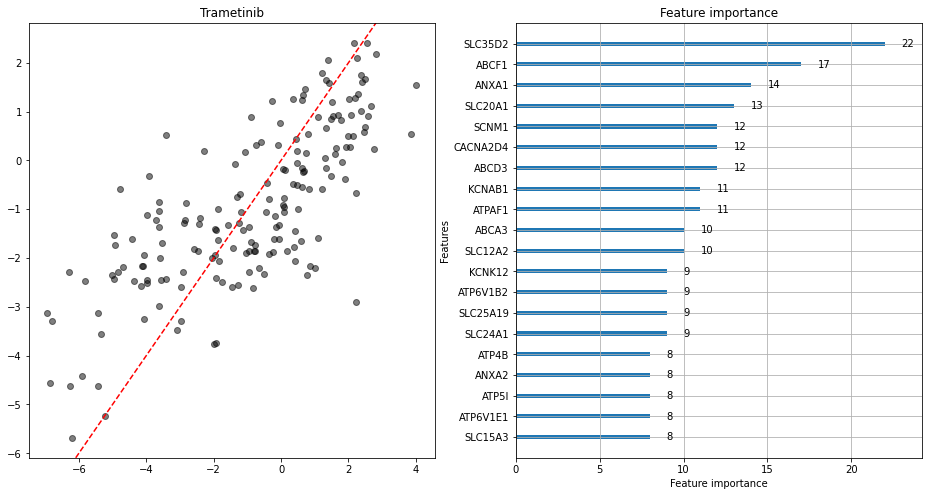 Trametinib
2
1
0
−1
−2
−3
−4
−5
−6
−6
−4
−2
0
2
4
Feature importance
Features
SLC35D2
22
ABCF1
17
ANXA1
14
SLC20A1
13
SCNM1
12
CACNA2D4
12
ABCD3
12
KCNAB1
11
ATPAF1
11
ABCA3
10
SLC12A2
10
KCNK12
9
ATP6V1B2
9
SLC25A19
9
SLC24A1
9
ATP4B
8
ANXA2
8
ATP5I
8
ATP6V1E1
8
SLC15A3
8
0
5
10
15
20
Feature importance